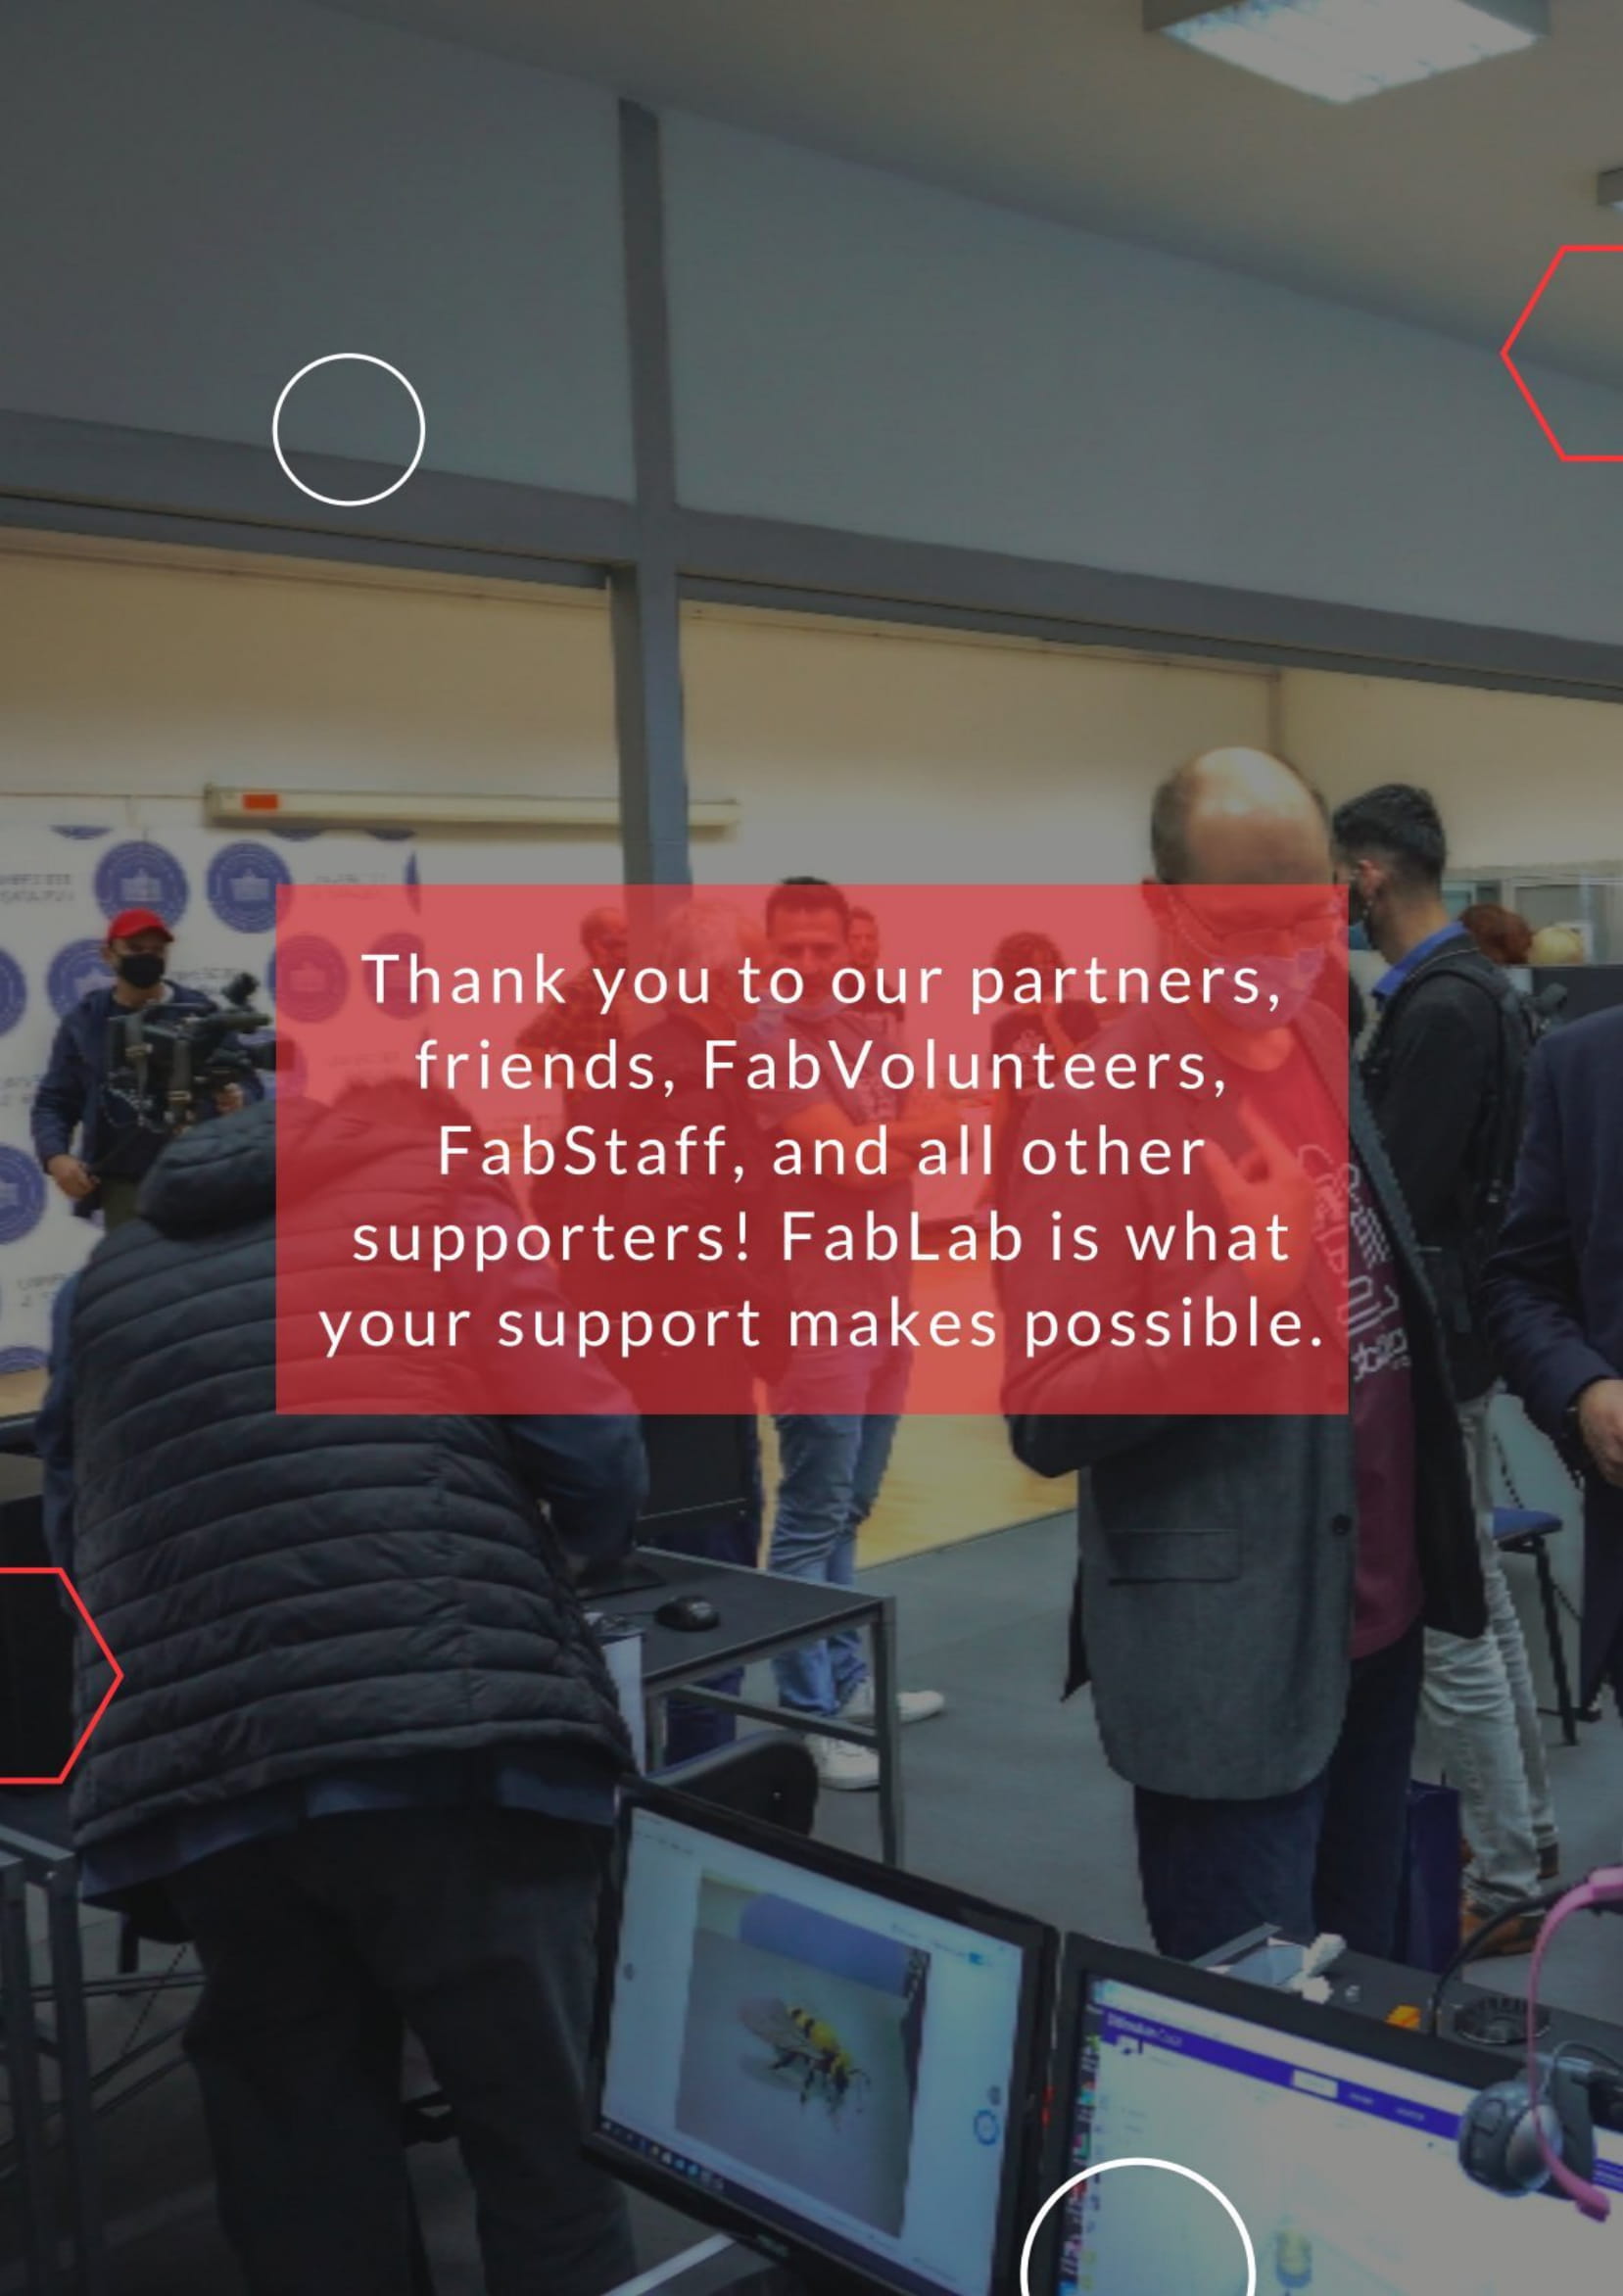 Thank you to our partners,
friends, FabVolunteers,
FabStaff, and all other
supporters! FabLab is what
your support makes possible.